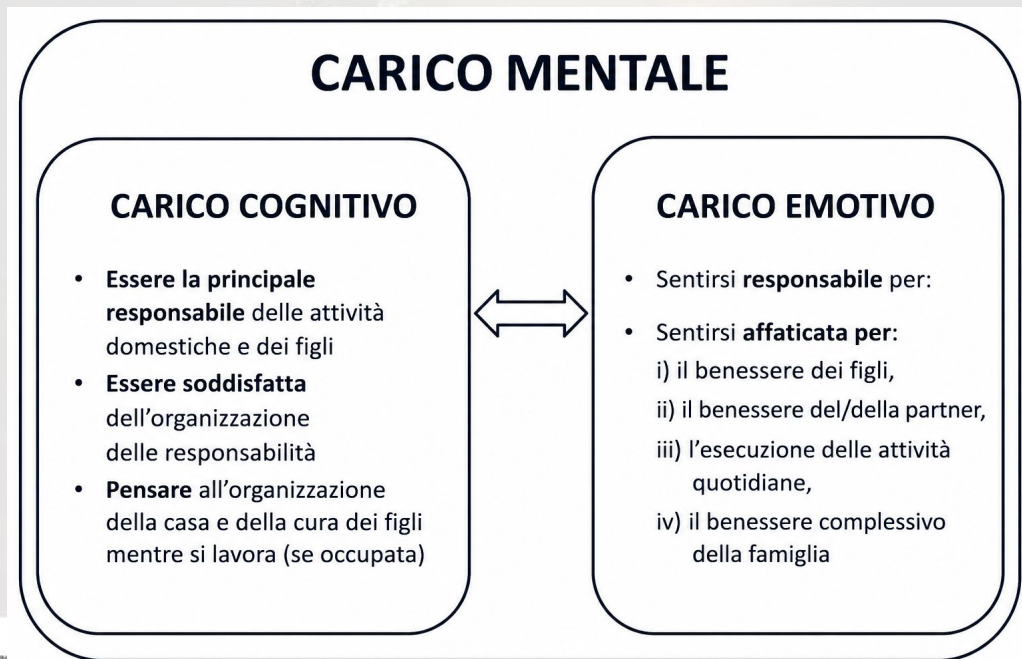 CARICO MENTALE
CARICO COGNITIVO
• Essere la principale
responsabile delle attività
domestiche e dei figli
• Essere soddisfatta
dell'organizzazione
delle responsabilità
• Pensare all'organizzazione
della casa e della cura dei figli
mentre si lavora (se occupata)
CARICO EMOTIVO
• Sentirsi responsabile per:
• Sentirsi affaticata per:
i) il benessere dei figli,
ii) il benessere del/della partner,
iii) l'esecuzione delle attività
quotidiane,
iv) il benessere complessivo
della famiglia